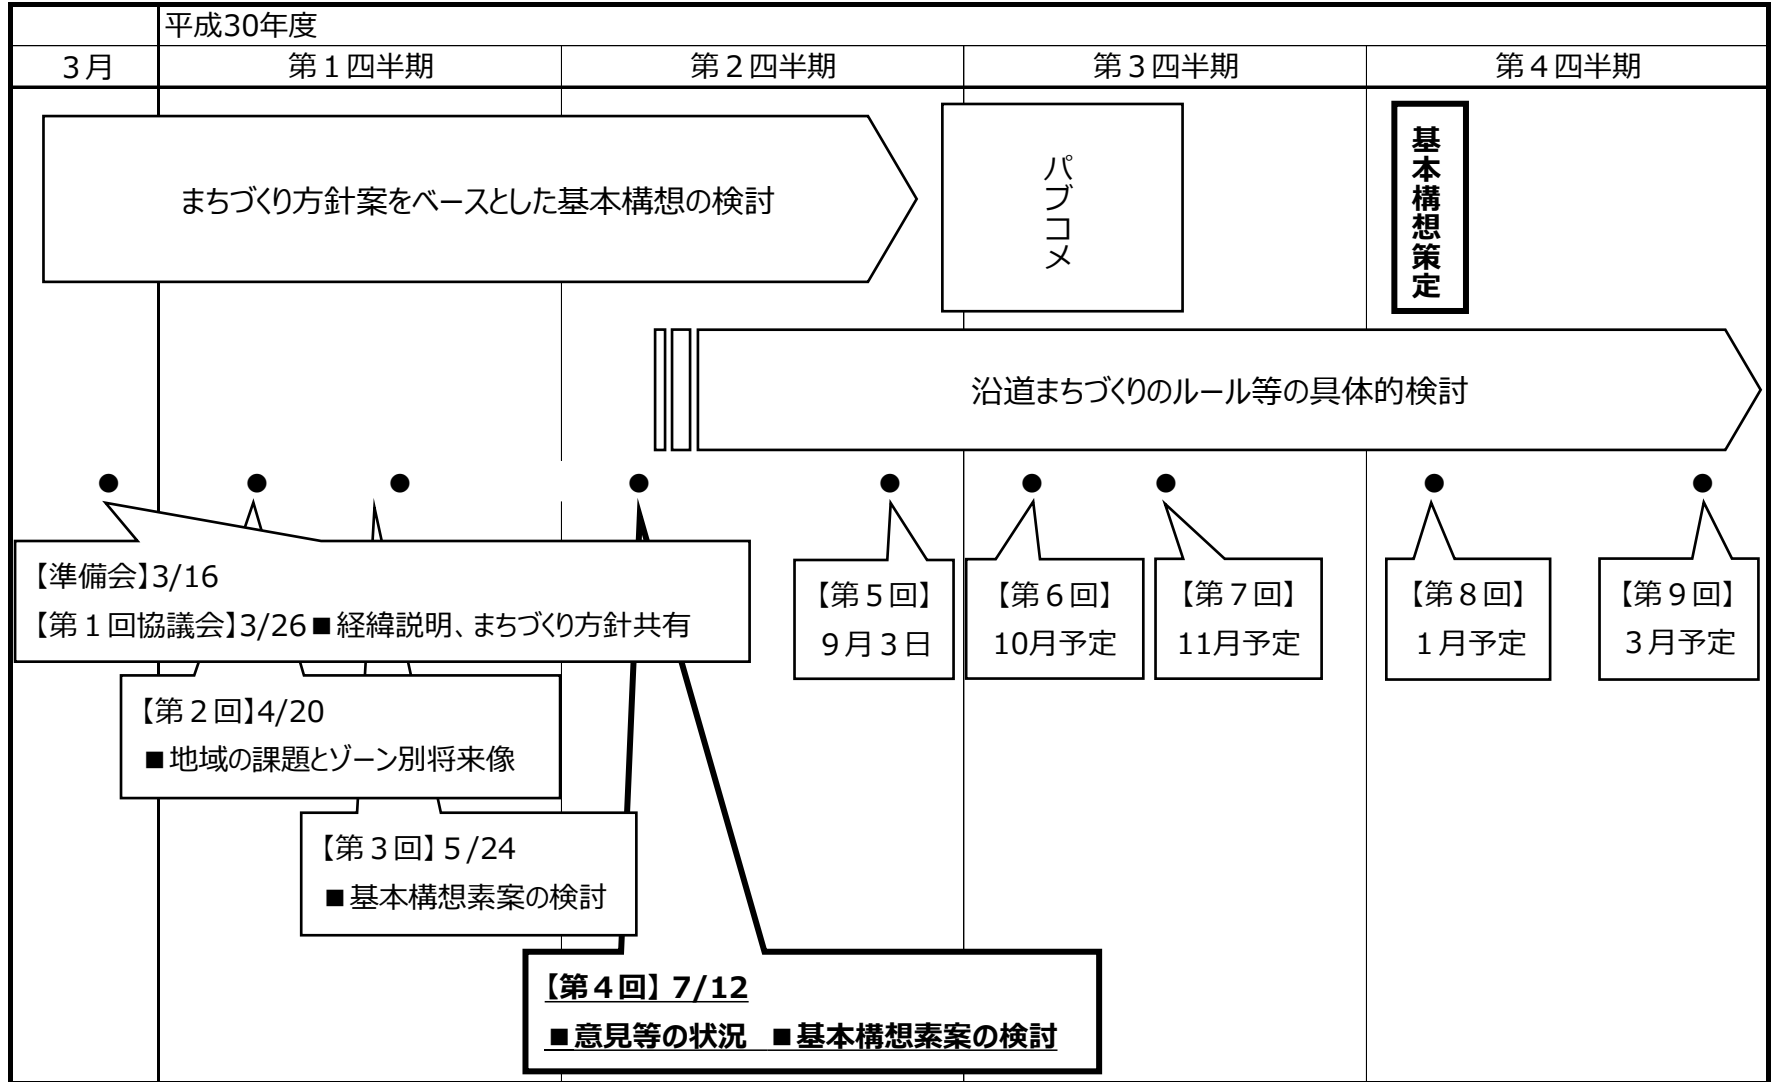 平成30年度
３月
第１四半期
第２四半期
第３四半期
第４四半期
まちづくり方針案をベースとした基本構想の検討
パブコメ
基本構想策定
沿道まちづくりのルール等の具体的検討
【準備会】3/16
【第１回協議会】3/26■経緯説明、まちづくり方針共有
【第２回】4/20
■地域の課題とゾーン別将来像
【第３回】５/24
■基本構想素案の検討
【第４回】 7/12
■意見等の状況　■基本構想素案の検討
【第５回】
９月３日
【第６回】
10月予定
【第７回】
11月予定
【第８回】
１月予定
【第９回】
３月予定